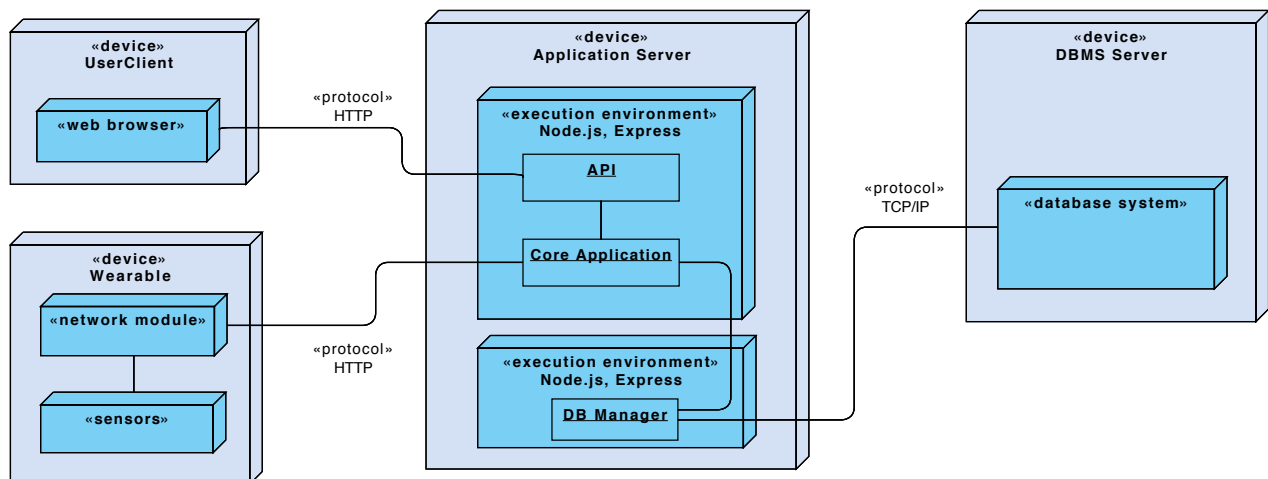 «device»
UserClient
«web browser»
«protocol»
HTTP
«device»
Wearable
«network module»
«sensors»
«protocol»
HTTP
«device»
Application Server
«execution environment»
Node.js, Express
API
Core Application
«execution environment»
Node.js, Express
DB Manager
«protocol»
TCP/IP
«device»
DBMS Server
«database system»